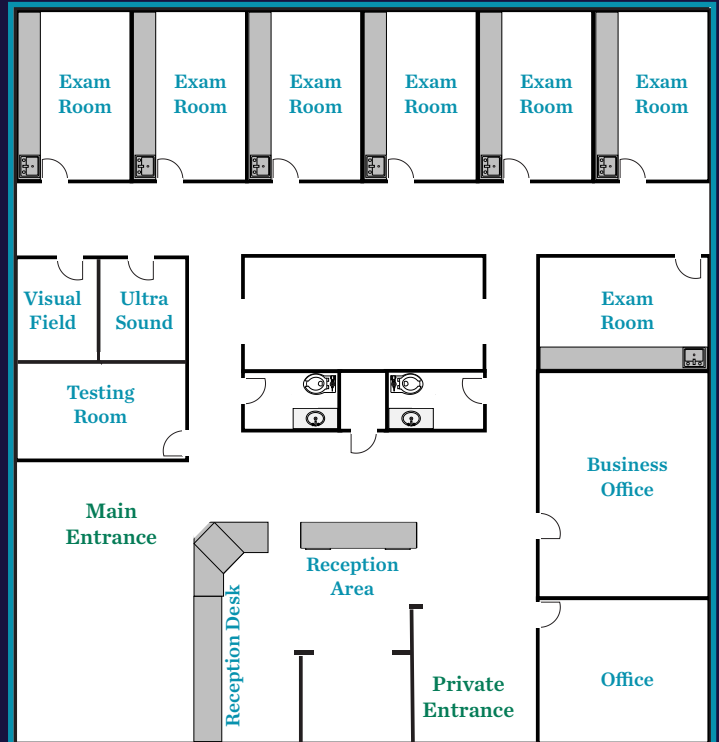 Exam
Room
Exam
Room
Exam
Room
Exam
Room
Exam
Room
Exam
Room
Visual
Field
Ultra
Sound
Exam
Room
Testing
Room
Business
Office
Main
Entrance
Reception
Area
Reception Desk
Private
Entrance
Office